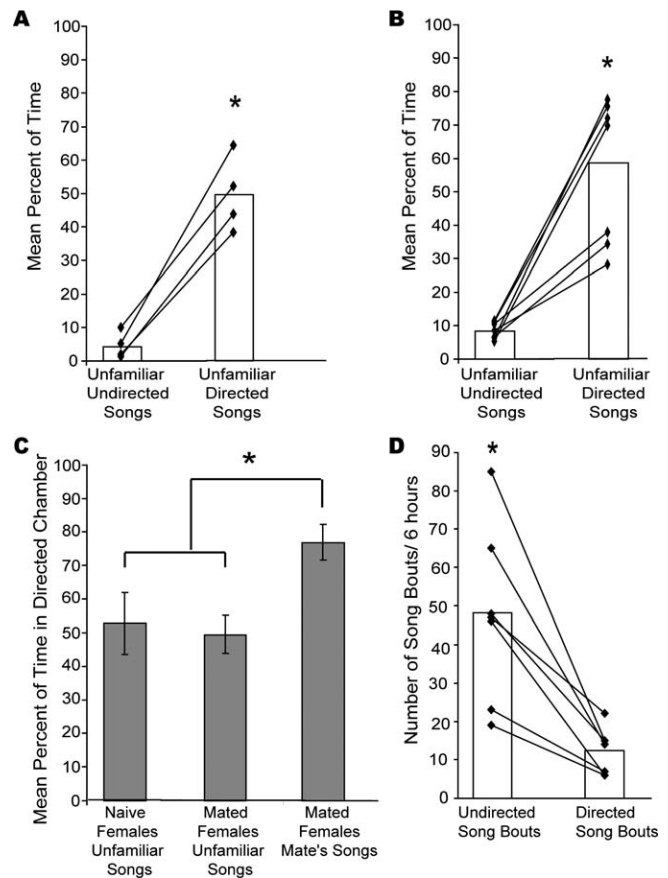 A
Mean Percent of Time
100
90
80
70
60
50
40
30
20
10
0
*
Unfamiliar
Undirected
Songs
Unfamiliar
Directed
Songs
B
Mean Percent of Time
100
90
80
70
60
50
40
30
20
10
0
*
Unfamiliar
Undirected
Songs
Unfamiliar
Directed
Songs
C
Mean Percent of Time in Directed Chamber
100
90
80
70
60
50
40
30
20
10
0
*
Naive
Females
Unfamiliar
Songs
Mated
Females
Unfamiliar
Songs
Mated
Females
Mate's Songs
D
Number of Song Bouts/ 6 hours
90
80
70
60
50
40
30
20
10
0
*
Undirected
Song Bouts
Directed
Song Bouts